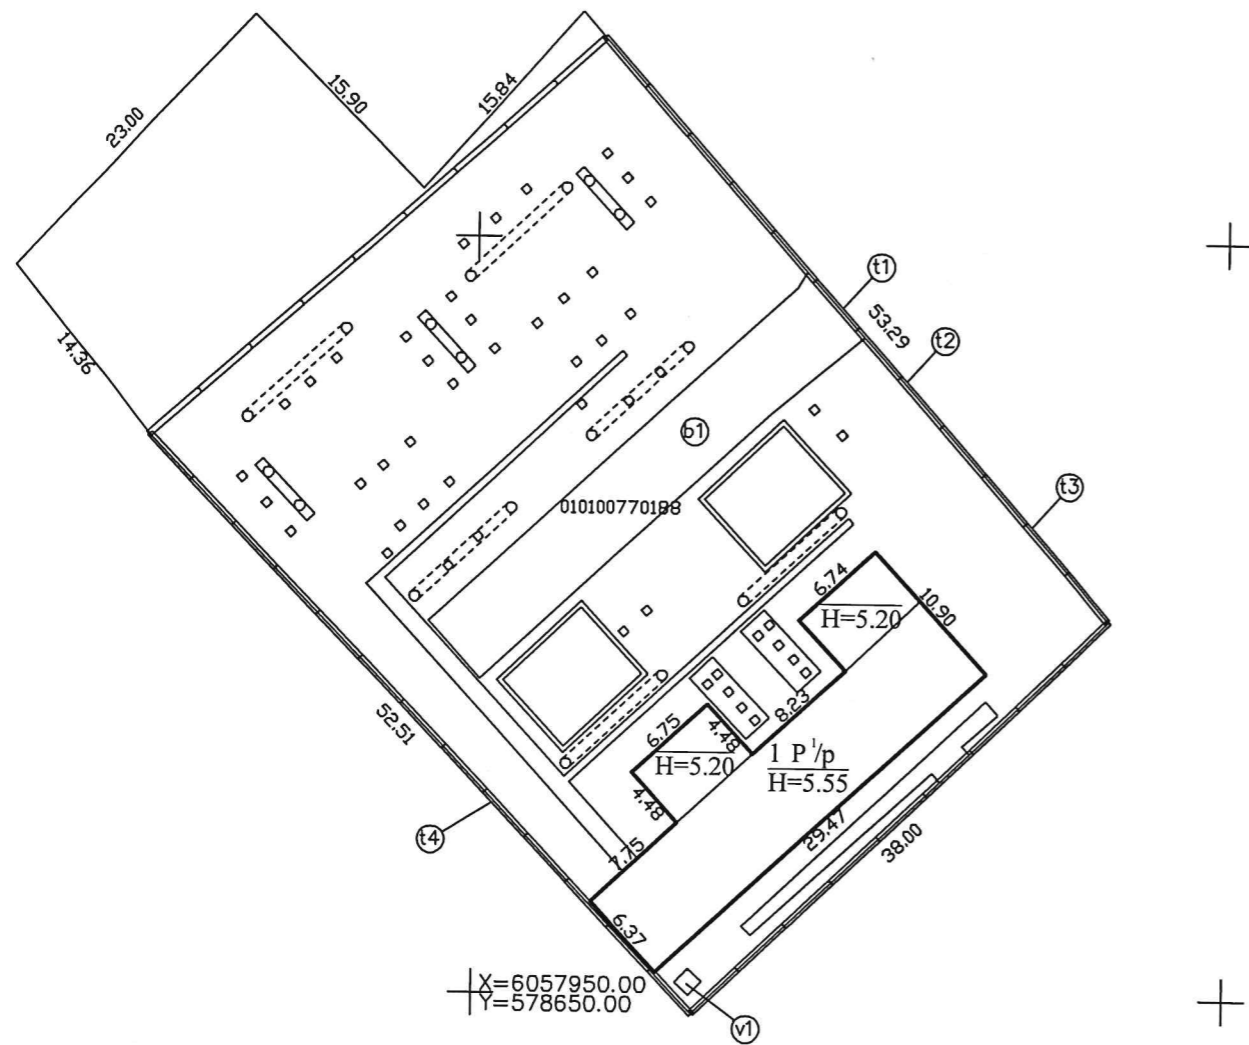 23.00
15.90
15.84
14.36
t1
53.29
t2
b1
t3
010100770188
6.74
H=5.20
10.90
52.51
6.75
4.48
8.23
H=5.20
1 P 1/p
H=5.55
4.48
t4
7.75
29.47
38.00
6.37
X=6057950.00
Y=578650.00
v1